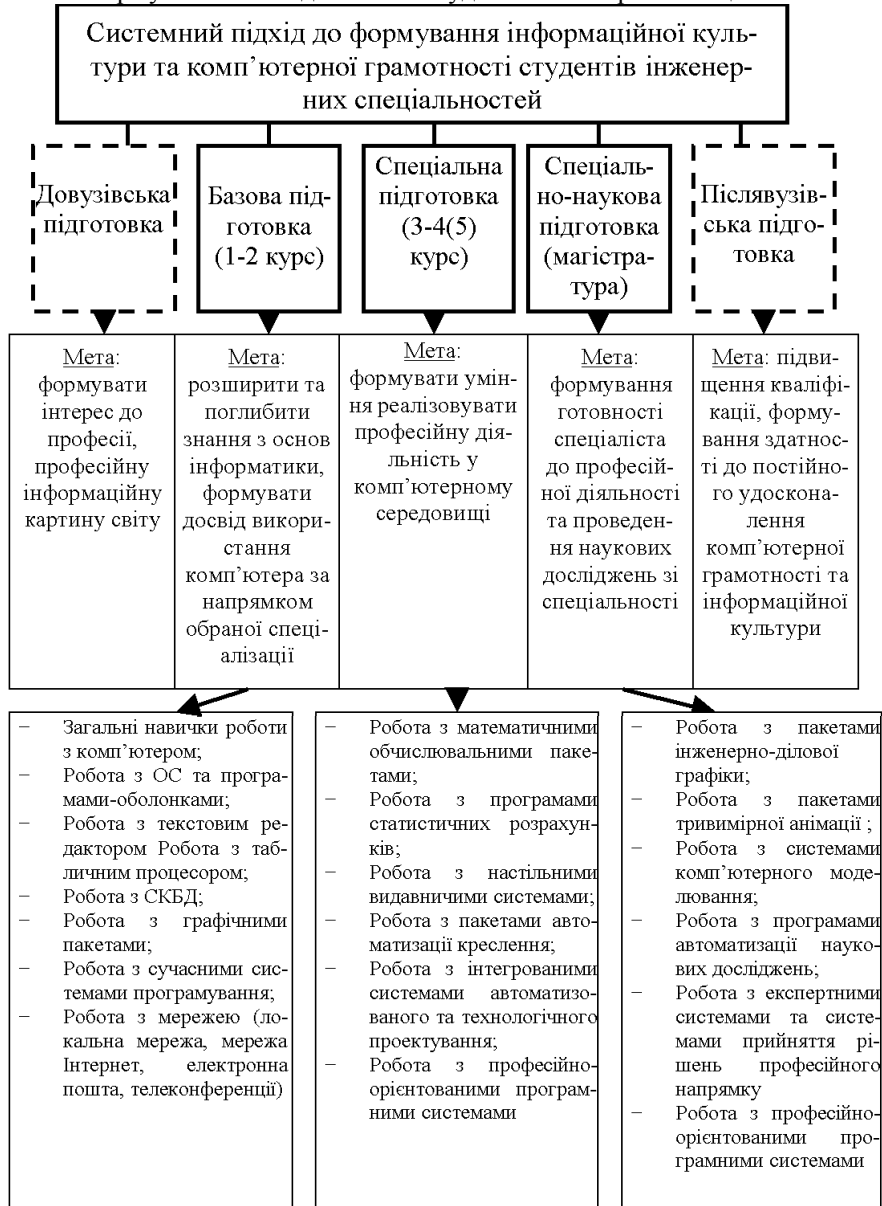 Системний підхід до формування інформаційної куль-
тури та комп’ютерної грамотності студентів інженер-
них спеціальностей
Довузівська
підготовка
Базова під-
готовка
(1-2 курс)
Спеціальна
підготовка
(3-4(5)
курс)
Спеціаль-
но-наукова
підготовка
(магістра-
тура)
Післявузів-
ська підго-
товка
Мета:
формувати
інтерес до
професії,
професійну
інформаційну
картину світу
Мета:
розширити та
поглибити
знання з основ
інформатики,
формувати
досвід викори-
стання
комп’ютера за
напрямком
обраної спеці-
алізації
Мета:
формувати умін-
ня реалізовувати
професійну дія-
льність у
комп’ютерному
середовищі
Мета:
формування
готовності
спеціаліста
до професій-
ної діяльності
та проведен-
ня наукових
досліджень зі
спеціальності
Мета: підви-
щення кваліфі-
кації, форму-
вання здатнос-
ті до постійно-
го удоскона-
лення
комп’ютерної
грамотності та
інформаційної
культури
− Загальні навички роботи
з комп’ютером;
− Робота з ОС та програ-
мами-оболонками;
− Робота з текстовим ре-
дактором Робота з таб-
личним процесором;
− Робота з СКБД;
− Робота з графічними
пакетами;
− Робота з сучасними сис-
темами програмування;
− Робота з мережею (ло-
кальна мережа, мережа
Інтернет, електронна
пошта, телеконференції)
− Робота з математичними
обчислювальними паке-
тами;
− Робота з програмами
статистичних розрахун-
ків;
− Робота з настільними
видавничими системами;
− Робота з пакетами авто-
матизації креслення;
− Робота з інтегрованими
системами автоматизо-
ваного та технологічного
проектування;
− Робота з професійно-
орієнтованими програм-
ними системами
− Робота з пакетами
інженерно-ділової
графіки;
− Робота з пакетами
тривимірної анімації ;
− Робота з системами
комп’ютерного моде-
лювання;
− Робота з програмами
автоматизації науко-
вих досліджень;
− Робота з експертними
системами та систе-
мами прийняття рі-
шень професійного
напрямку
− Робота з професійно-
орієнтованими про-
грамними системами